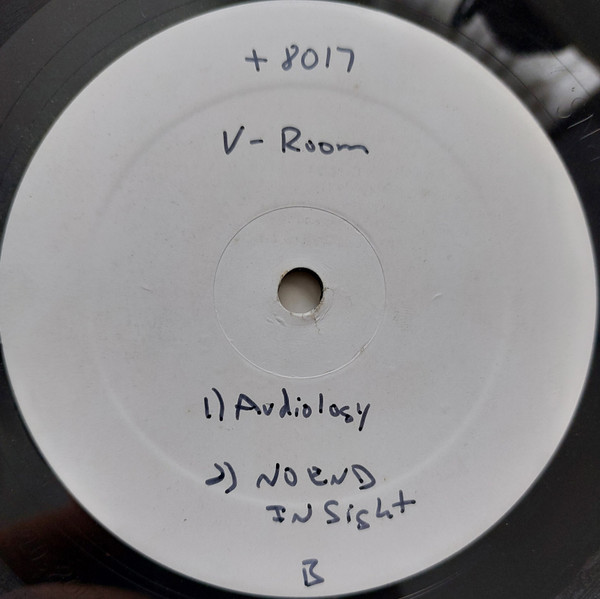 + 8017
V-Room
1) Audiology
2) NO END
IN Sight
B